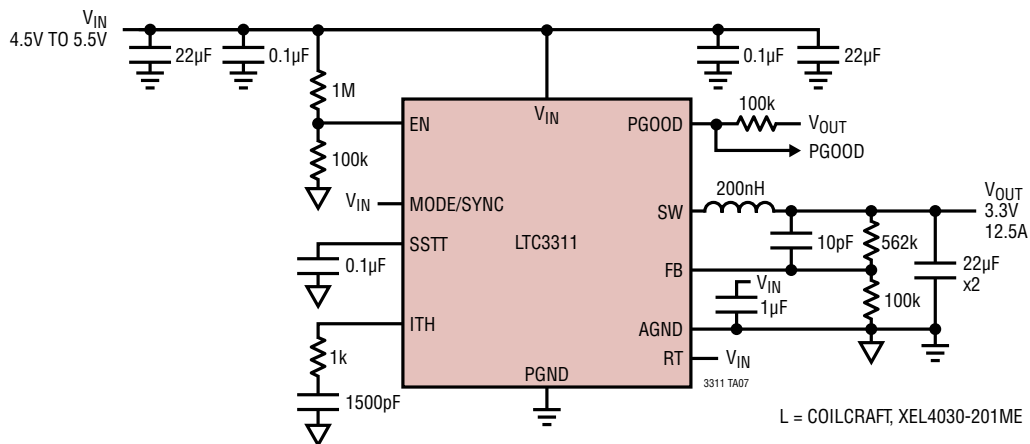 VIN
4.5V TO 5.5V
22µF
0.1µF
0.1µF
22µF
1M
100k
VIN
EN
PGOOD
100k
VOUT
PGOOD
100k
VIN
MODE/SYNC
SW
200nH
VOUT
3.3V
12.5A
SSTT
LTC3311
10pF
562k
0.1µF
FB
22µF
x2
VIN
1µF
100k
ITH
AGND
1k
RT
VIN
PGND
3311 TA07
1500pF
L = COILCRAFT, XEL4030-201ME